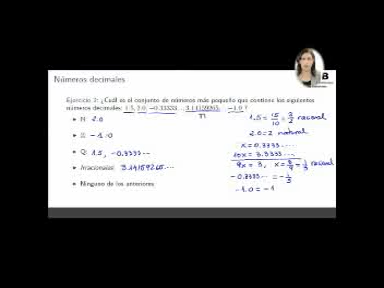 Números decimales
B
Ejercicio 3: ¿Cuál es el conjunto de números más pequeño que contiene los siguientes
números decimales: 1.5, 2.0, -0.33333..., 3.14159265..., -1.0 ?
π
N: 2.0
Z: -1.0
Q: 1.5, -0.3333...
Irracionales: 3.14159265...
Ninguno de los anteriores
1.5 = 15/10 = 3/2 racional
2.0 = 2 natural
x = 0.3333...
10x = 3.3333...
9x = 3, x = 3/9 = 1/3 racional
-0.3333... = -1/3
-1.0 = -1